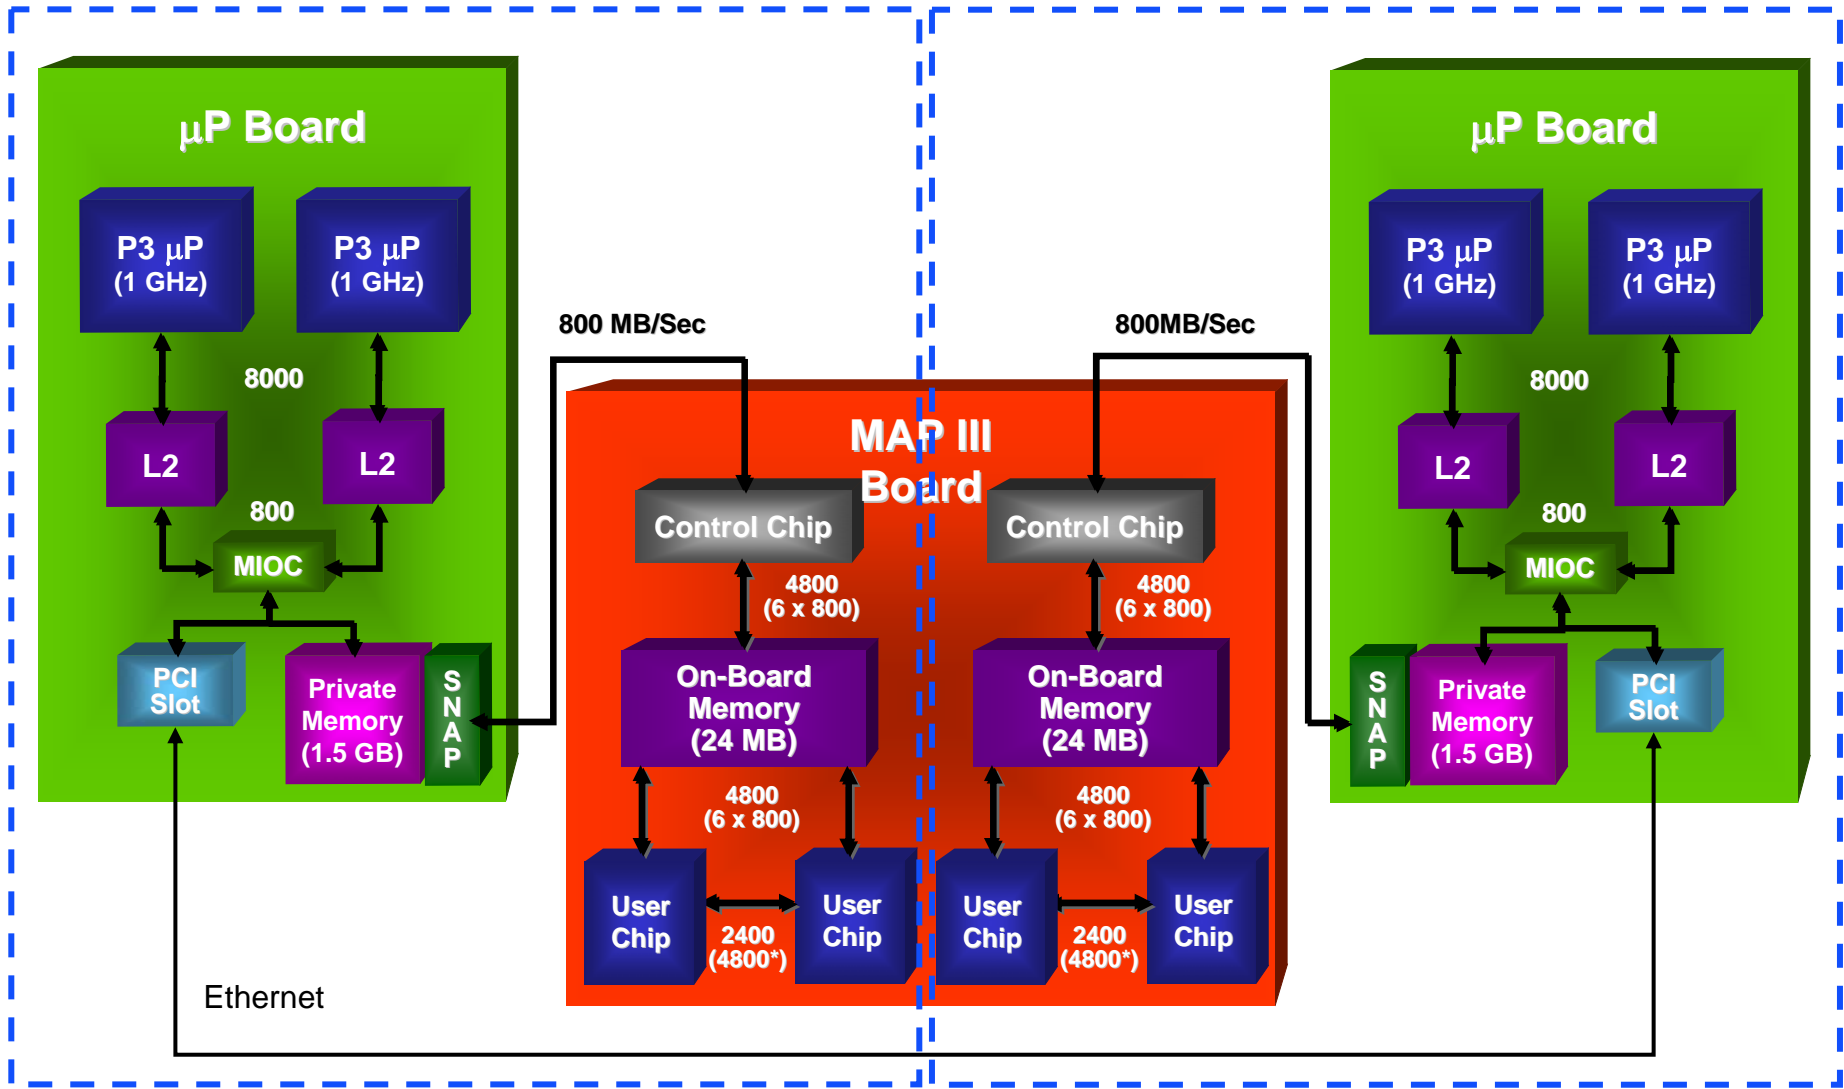 μP Board
P3 μP
(1 GHz)
P3 μP
(1 GHz)
8000
L2
L2
800
MIOC
PCI
Slot
Private
Memory
(1.5 GB)
S
N
A
P
800 MB/Sec
800MB/Sec
MAP III
Board
Control Chip
4800
(6 x 800)
On-Board
Memory
(24 MB)
4800
(6 x 800)
User
Chip
User
Chip
2400
(4800*)
Control Chip
4800
(6 x 800)
On-Board
Memory
(24 MB)
4800
(6 x 800)
User
Chip
User
Chip
2400
(4800*)
μP Board
P3 μP
(1 GHz)
P3 μP
(1 GHz)
8000
L2
L2
800
MIOC
S
N
A
P
Private
Memory
(1.5 GB)
PCI
Slot
Ethernet